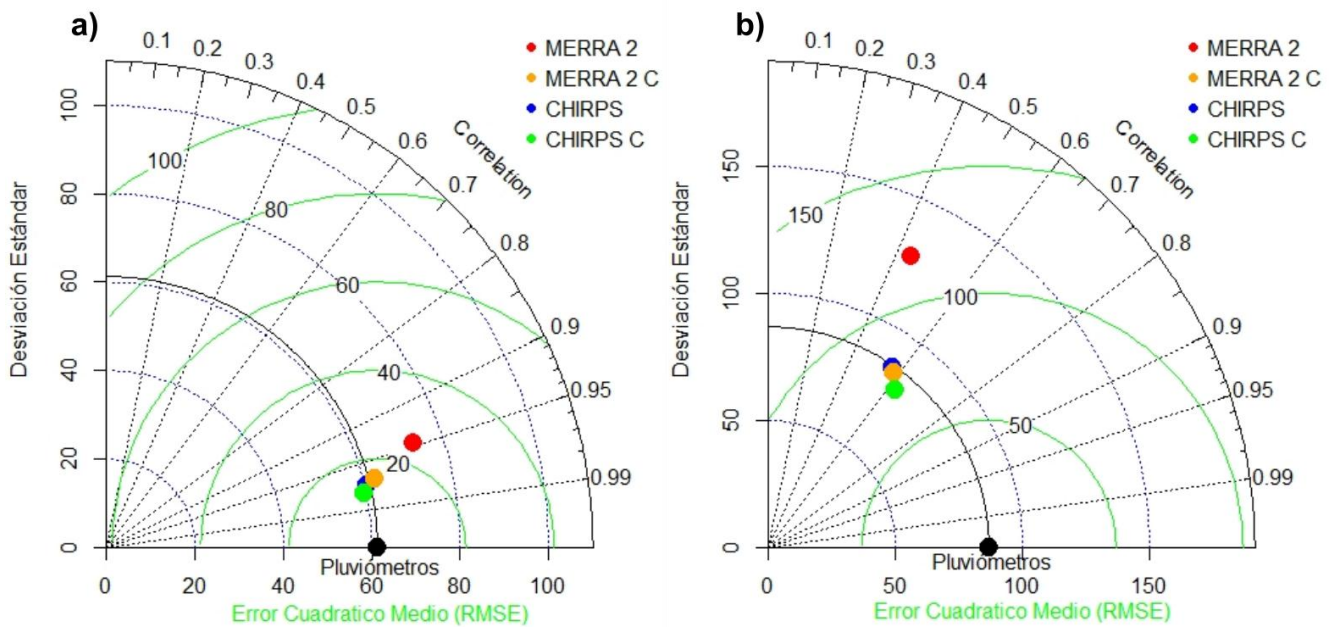 a)
MERRA 2
MERRA 2 C
CHIRPS
CHIRPS C
0.1
0.2
0.3
0.4
0.5
0.6
0.7
0.8
0.9
0.95
0.99
Correlation
Desviación Estándar
100
80
60
40
20
0
100
80
60
40
20
Pluviómetros
0
20
40
60
80
100
Error Cuadratico Medio (RMSE)
b)
MERRA 2
MERRA 2 C
CHIRPS
CHIRPS C
0.1
0.2
0.3
0.4
0.5
0.6
0.7
0.8
0.9
0.95
0.99
Correlation
Desviación Estándar
150
100
50
0
150
100
50
Pluviómetros
0
50
100
150
Error Cuadratico Medio (RMSE)